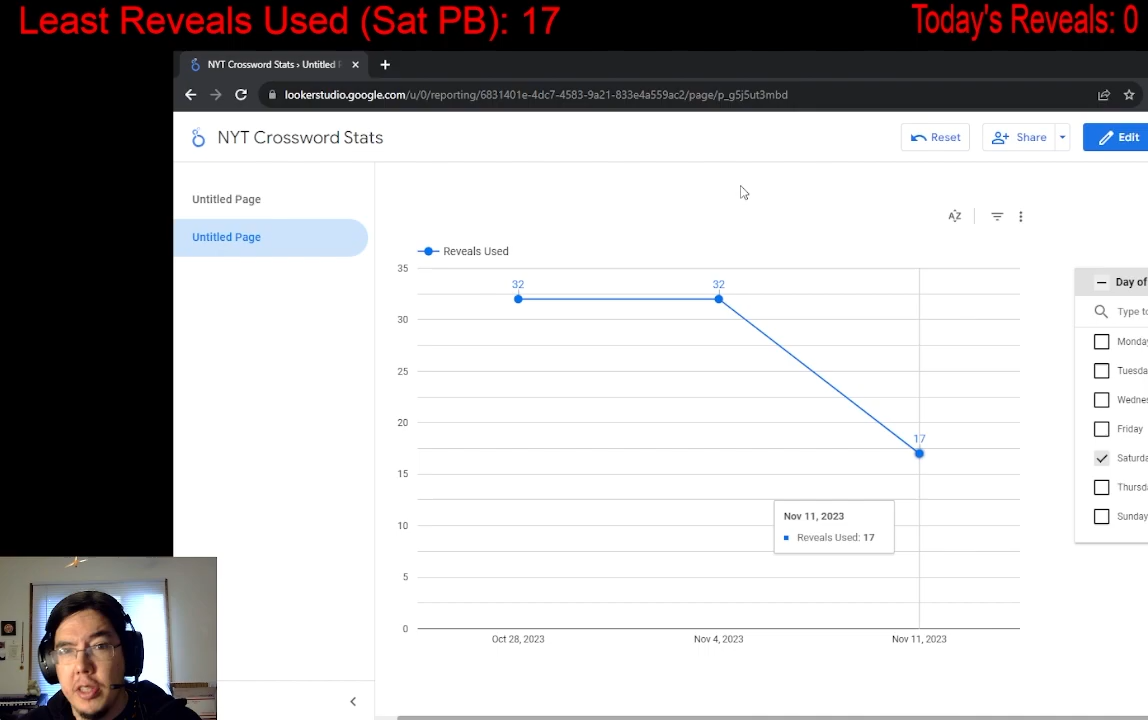 Least Reveals Used (Sat PB): 17
Today's Reveals: 0
NYT Crossword Stats › Untitled
lookerstudio.google.com/u/0/reporting/6831401e-4dc7-4583-9a21-833e4a559ac2/page/p_g5j5ut3mbd
NYT Crossword Stats
Reset
Share
Edit
Untitled Page
Untitled Page
AZ
Reveals Used
35
30
25
20
15
10
5
0
32
32
17
Nov 11, 2023
Reveals Used: 17
Oct 28, 2023
Nov 4, 2023
Nov 11, 2023
Day of
Type to
Monday
Tuesda
Wednes
Friday
Saturda
Thursd
Sunday